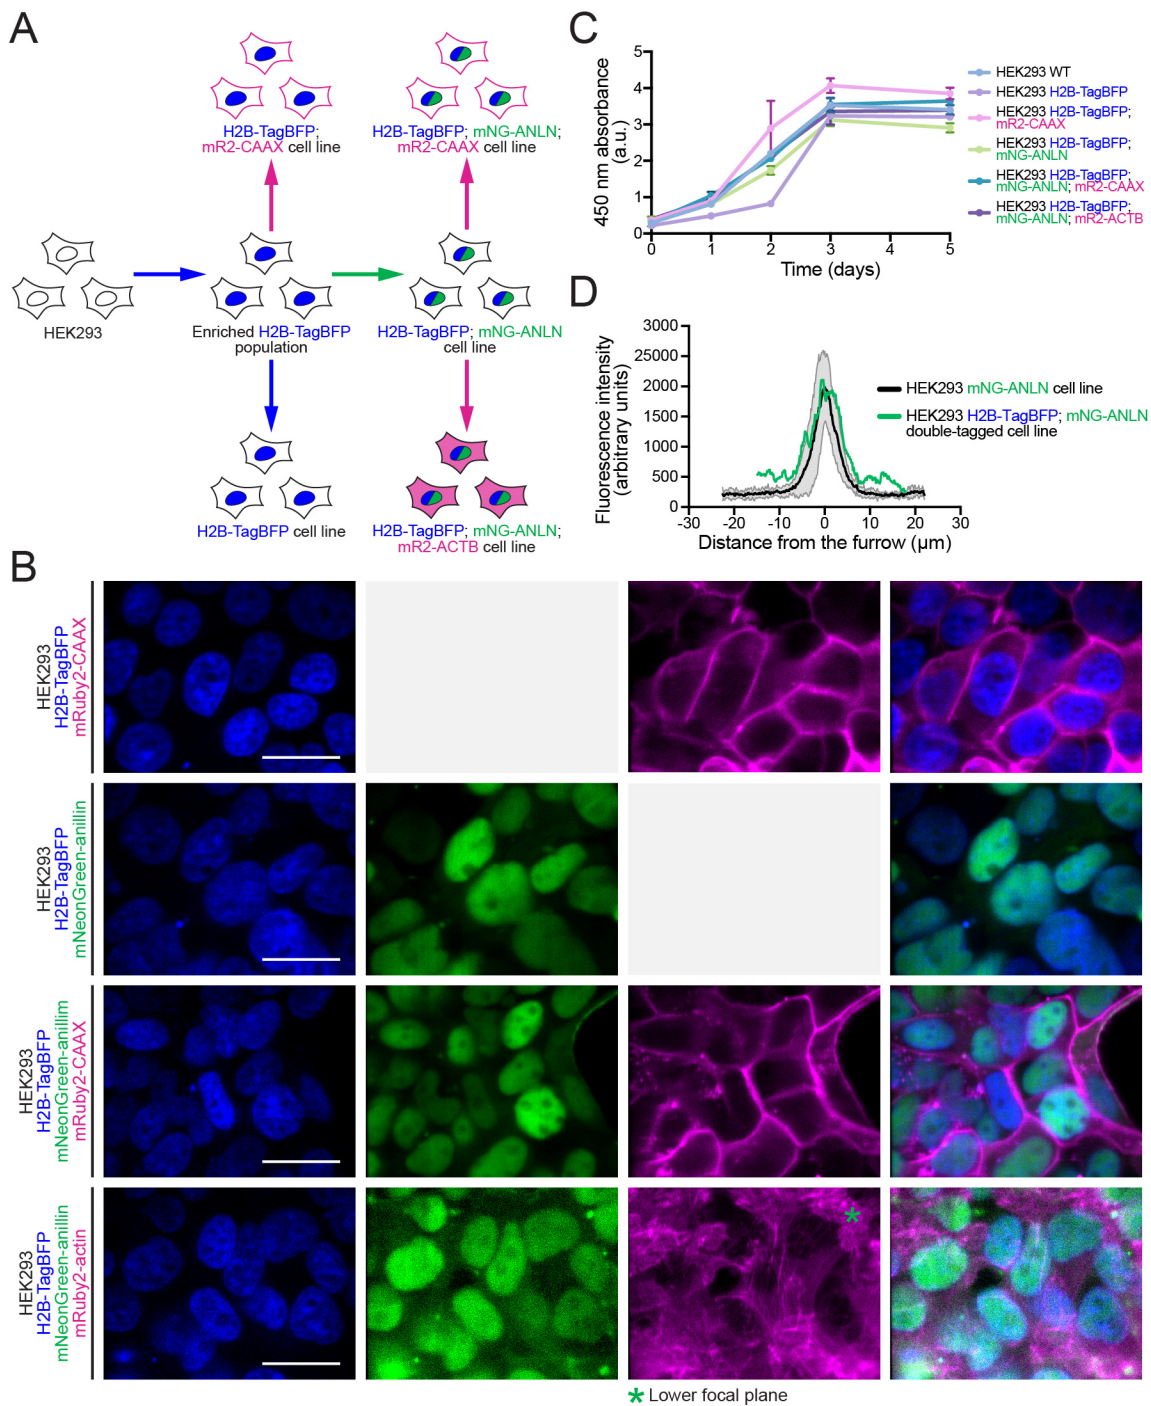 A
H2B-TagBFP;
mR2-CAAX cell line
H2B-TagBFP; mNG-ANLN;
mR2-CAAX cell line
HEK293
Enriched H2B-TagBFP
population
H2B-TagBFP; mNG-ANLN
cell line
H2B-TagBFP cell line
H2B-TagBFP; mNG-ANLN;
mR2-ACTB cell line
C
450 nm absorbance
(a.u.)
5
4
3
2
1
0
0
1
2
3
4
5
Time (days)
HEK293 WT
HEK293 H2B-TagBFP
HEK293 H2B-TagBFP;
mR2-CAAX
HEK293 H2B-TagBFP;
mNG-ANLN
HEK293 H2B-TagBFP;
mNG-ANLN; mR2-CAAX
HEK293 H2B-TagBFP;
mNG-ANLN; mR2-ACTB
D
Fluorescence intensity
(arbitrary units)
3000
25000
2000
1500
1000
500
0
-30
-20
-10
0
10
20
30
Distance from the furrow (µm)
HEK293 mNG-ANLN cell line
HEK293 H2B-TagBFP; mNG-ANLN
double-tagged cell line
B
HEK293
H2B-TagBFP
mRuby2-CAAX
HEK293
H2B-TagBFP
mNeonGreen-anillin
HEK293
H2B-TagBFP
mNeonGreen-anillim
mRuby2-CAAX
HEK293
H2B-TagBFP
mNeonGreen-anillin
mRuby2-actin
*
* Lower focal plane